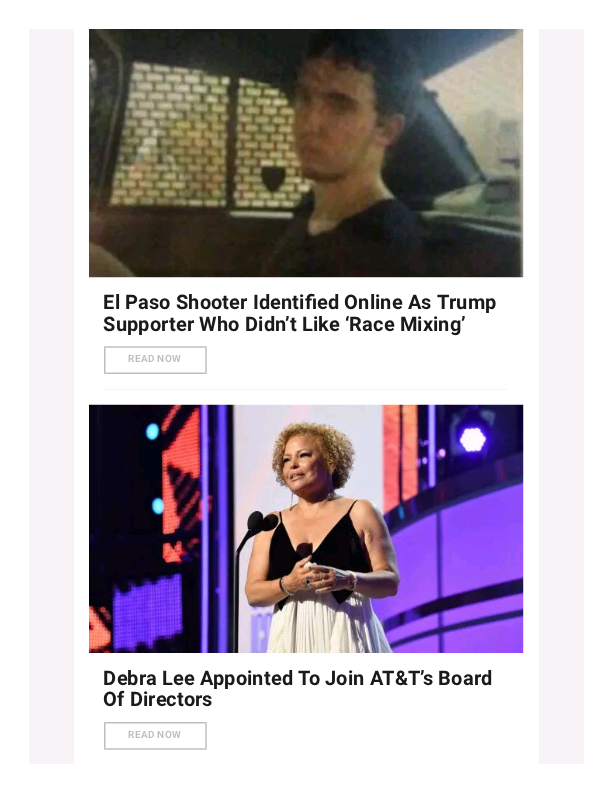 El Paso Shooter Identified Online As Trump
Supporter Who Didn’t Like ‘Race Mixing’
READ NOW
Debra Lee Appointed To Join AT&T’s Board
Of Directors
READ NOW